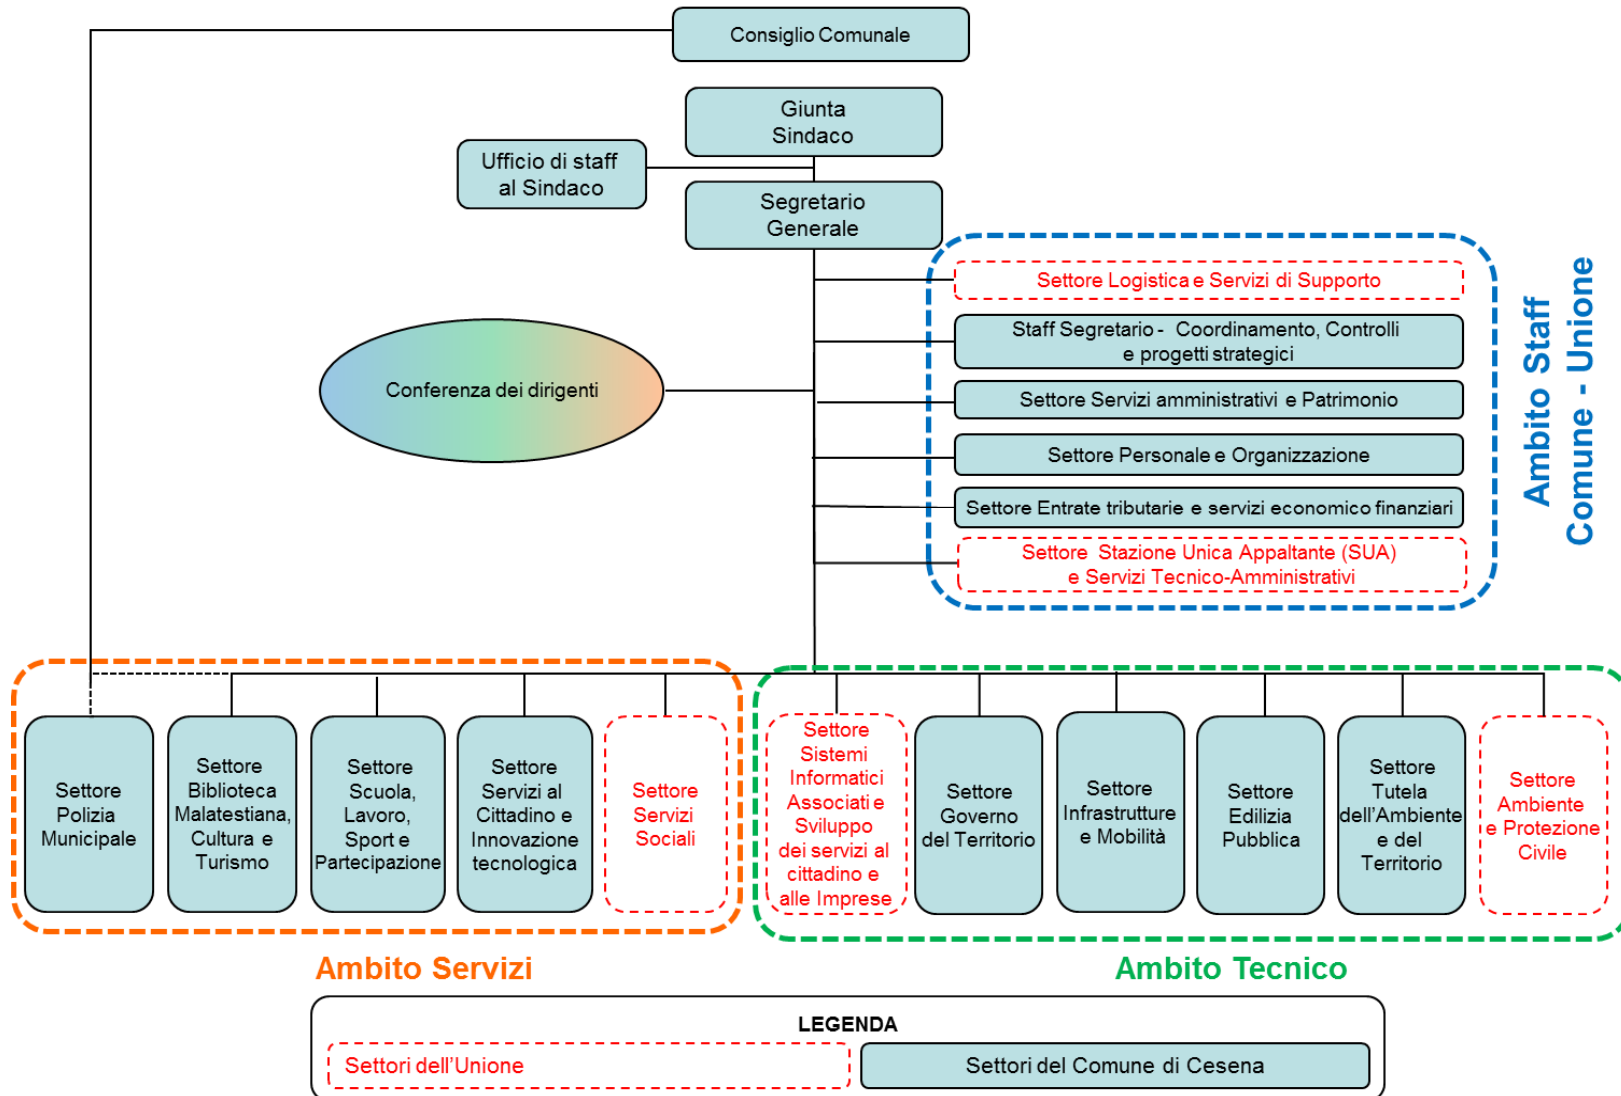 Consiglio Comunale
Giunta
Sindaco
Ufficio di staff
al Sindaco
Segretario
Generale
Settore Logistica e Servizi di Supporto
Staff Segretario - Coordinamento, Controlli
e progetti strategici
Conferenza dei dirigenti
Settore Servizi amministrativi e Patrimonio
Settore Personale e Organizzazione
Settore Entrate tributarie e servizi economico finanziari
Settore Stazione Unica Appaltante (SUA)
e Servizi Tecnico-Amministrativi
Ambito Staff
Comune - Unione
Settore
Polizia
Municipale
Settore
Biblioteca
Malatestiana,
Cultura e
Turismo
Settore
Scuola,
Lavoro,
Sport e
Partecipazione
Settore
Servizi al
Cittadino e
Innovazione
tecnologica
Settore
Servizi
Sociali
Settore
Sistemi
Informatici
Associati e
Sviluppo
dei servizi al
cittadino e
alle Imprese
Settore
Governo
del Territorio
Settore
Infrastrutture
e Mobilità
Settore
Edilizia
Pubblica
Settore
Tutela
dell'Ambiente
e del
Territorio
Settore
Ambiente
e Protezione
Civile
Ambito Servizi
Ambito Tecnico
LEGENDA
Settori dell'Unione
Settori del Comune di Cesena